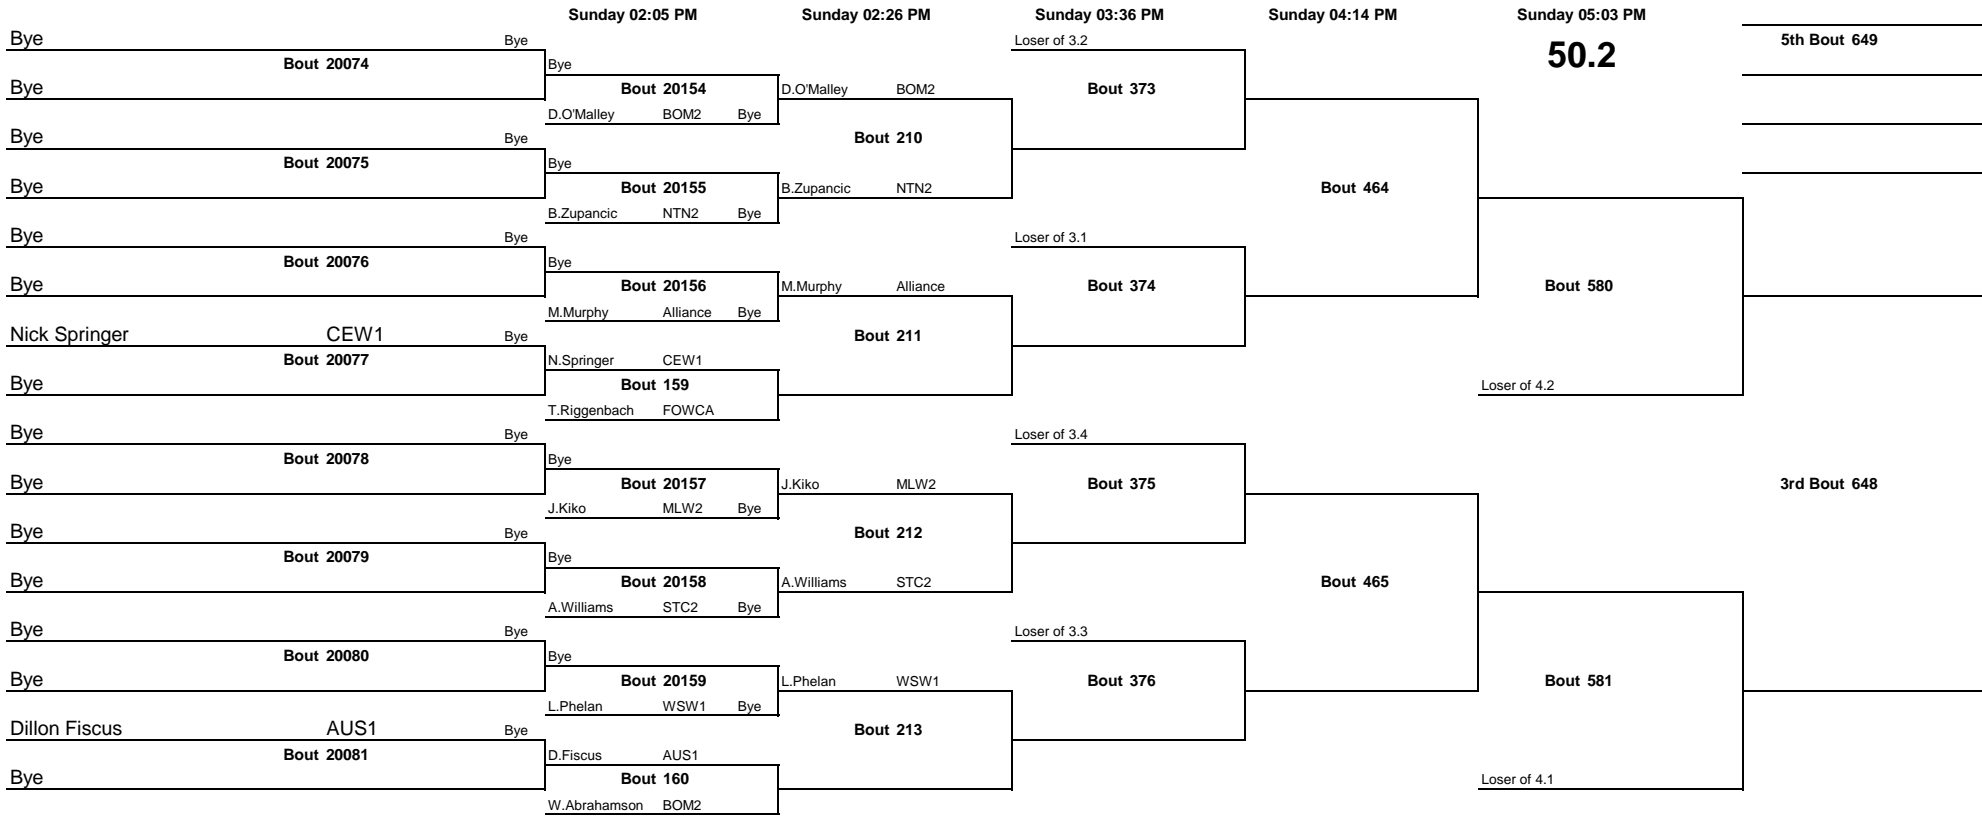 Sunday 02:05 PM Sunday 02:26 PM Sunday 03:36 PM Sunday 04:14 PM Sunday 05:03 PM
Bye Bye Loser of 3.2 50.2 5th Bout 649
Bout 20074 Bye
Bye Bout 20154 D.O'Malley BOM2 Bout 373
D.O'Malley BOM2 Bye
Bye Bye Bout 210
Bout 20075 Bye
Bye Bout 20155 B.Zupancic NTN2 Bout 464
B.Zupancic NTN2 Bye
Bye Bye Loser of 3.1
Bout 20076 Bye
Bye Bout 20156 M.Murphy Alliance Bout 374 Bout 580
M.Murphy Alliance Bye
Nick Springer CEW1 Bye Bout 211
Bout 20077 N.Springer CEW1
Bye Bout 159 Loser of 4.2
T.Riggenbach FOWCA
Bye Bye Loser of 3.4
Bout 20078 Bye
Bye Bout 20157 J.Kiko MLW2 Bout 375 3rd Bout 648
J.Kiko MLW2 Bye
Bye Bye Bout 212
Bout 20079 Bye
Bye Bout 20158 A.Williams STC2 Bout 465
A.Williams STC2 Bye
Bye Bye Loser of 3.3
Bout 20080 Bye
Bye Bout 20159 L.Phelan WSW1 Bout 376 Bout 581
L.Phelan WSW1 Bye
Dillon Fiscus AUS1 Bye Bout 213
Bout 20081 D.Fiscus AUS1
Bye Bout 160 Loser of 4.1
W.Abrahamson BOM2